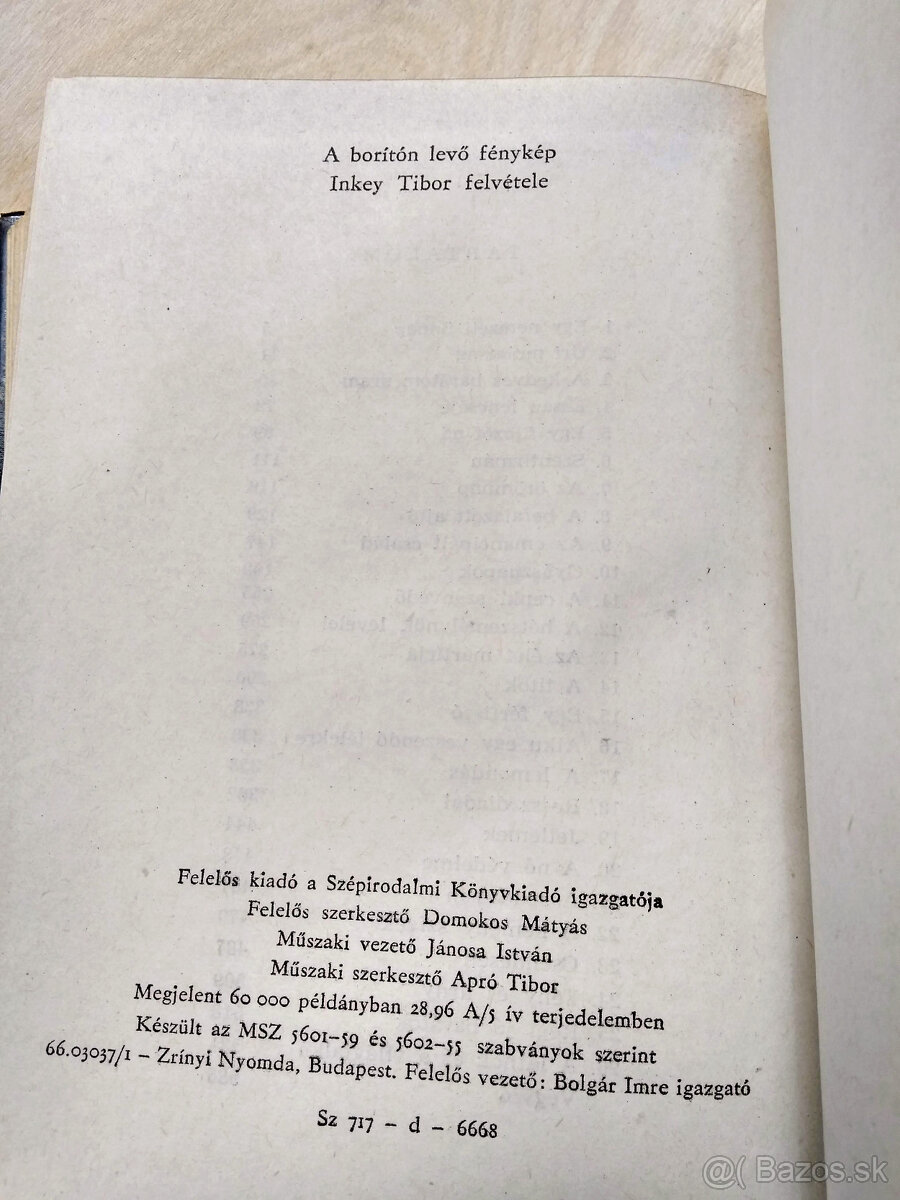 A borítón levő fénykép
Inkey Tibor felvétele
Felelős kiadó a Szépirodalmi Könyvkiadó igazgatója
Felelős szerkesztő Domokos Mátyás
Műszaki vezető Jánosa István
Műszaki szerkesztő Apró Tibor
Megjelent 60 000 példányban 28,96 A/5 ív terjedelemben
Készült az MSZ 5601–59 és 5602–55 szabványok szerint
66.03037/1 – Zrínyi Nyomda, Budapest. Felelős vezető: Bolgár Imre igazgató
Sz 717 – d – 6668
@( Bazos.sk